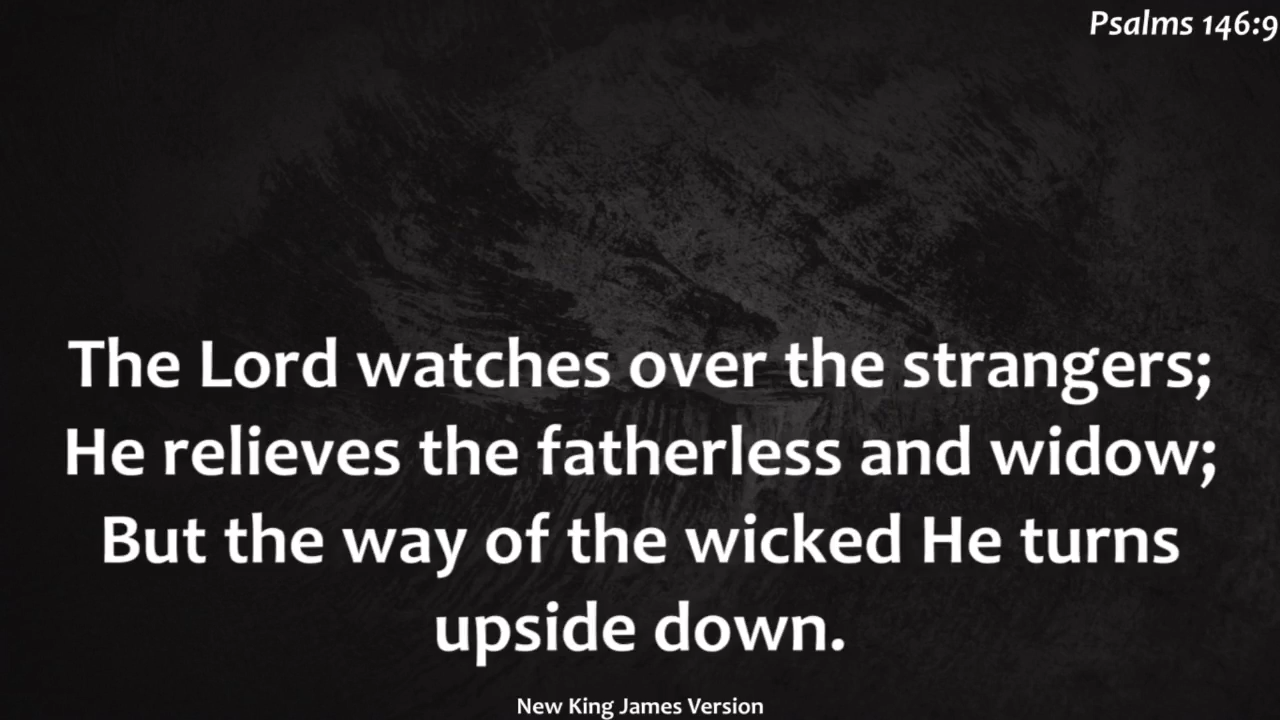 Psalms 146:9
The Lord watches over the strangers;
He relieves the fatherless and widow;
But the way of the wicked He turns
upside down.
New King James Version